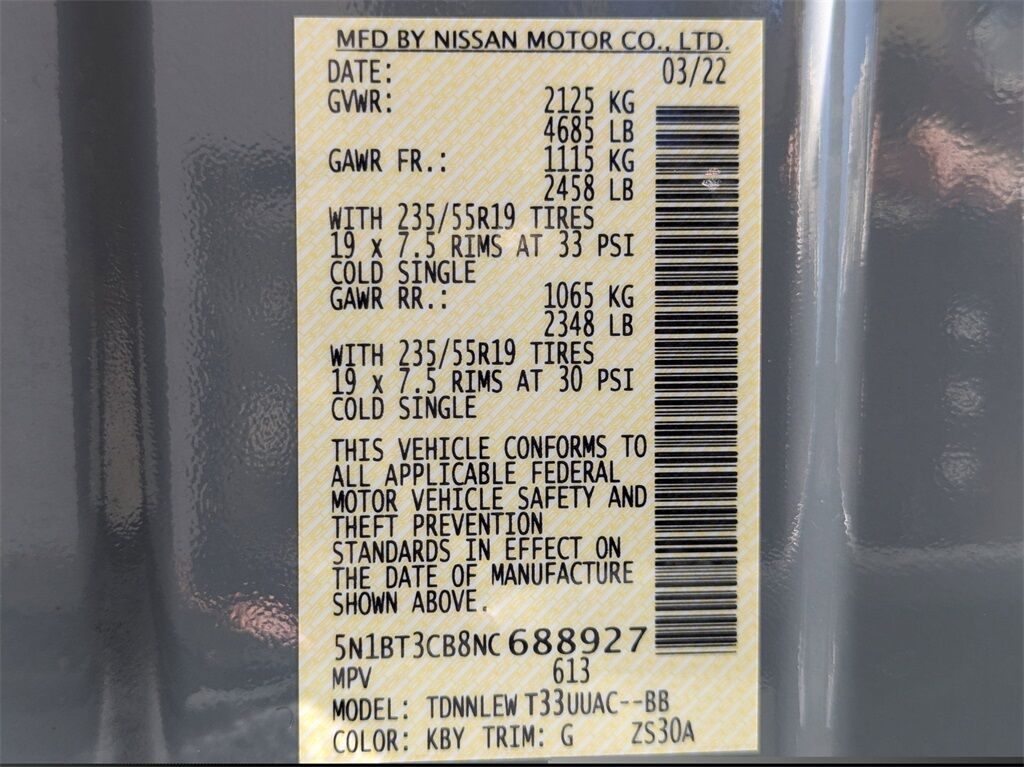 MFD BY NISSAN MOTOR CO., LTD.
DATE: 03/22
GVWR: 2125 KG
4685 LB
GAWR FR.: 1115 KG
2458 LB
WITH 235/55R19 TIRES
19 x 7.5 RIMS AT 33 PSI
COLD SINGLE
GAWR RR.: 1065 KG
2348 LB
WITH 235/55R19 TIRES
19 x 7.5 RIMS AT 30 PSI
COLD SINGLE
THIS VEHICLE CONFORMS TO
ALL APPLICABLE FEDERAL
MOTOR VEHICLE SAFETY AND
THEFT PREVENTION
STANDARDS IN EFFECT ON
THE DATE OF MANUFACTURE
SHOWN ABOVE.
5N1BT3CB8NC688927
MPV 613
MODEL: TDNNLEW T33UUAC--BB
COLOR: KBY TRIM: G ZS30A